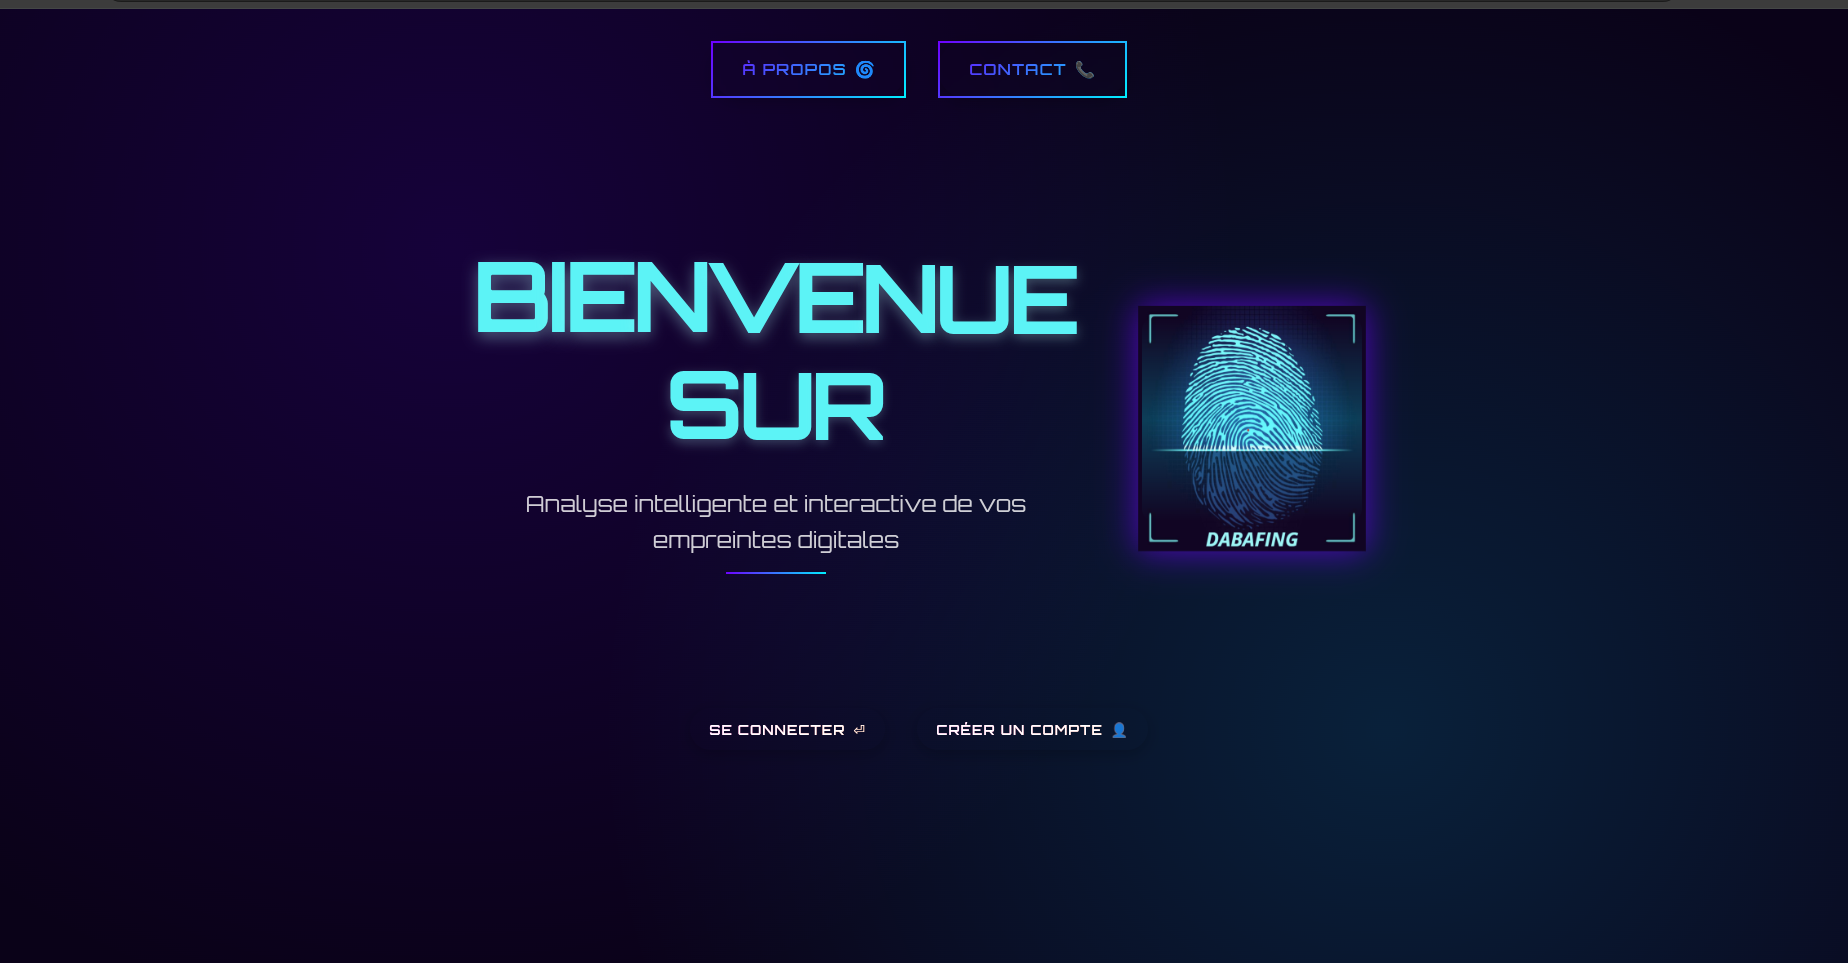 À PROPOS 🌀
CONTACT 📞
BIENVENUE
SUR
Analyse intelligente et interactive de vos
empreintes digitales
DABAFING
SE CONNECTER ⏎
CRÉER UN COMPTE 👤